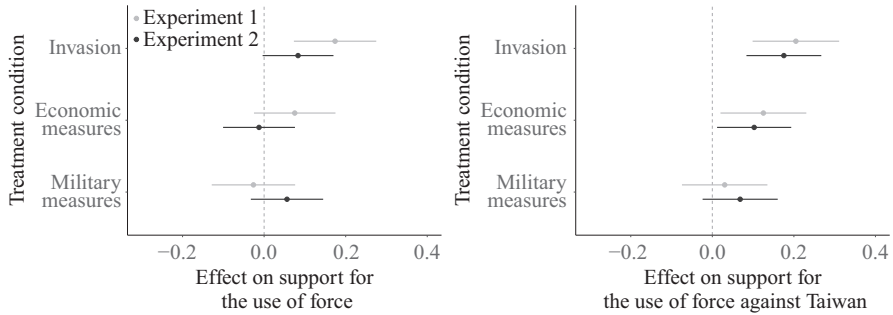 Experiment 1
Experiment 2
Treatment condition
Invasion
Economic
measures
Military
measures
−0.2 0.0 0.2 0.4
Effect on support for
the use of force
Treatment condition
Invasion
Economic
measures
Military
measures
−0.2 0.0 0.2 0.4
Effect on support for
the use of force against Taiwan